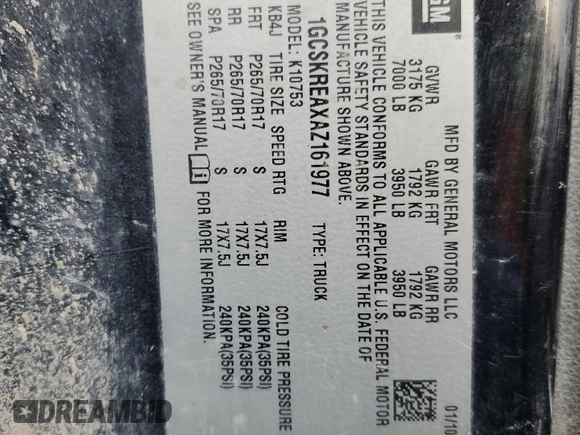 GM
MFD BY GENERAL MOTORS LLC 01/10
GVWR GAWR FRT GAWR RR
3175 KG 1792 KG 1792 KG
7000 LB 3950 LB 3950 LB
THIS VEHICLE CONFORMS TO ALL APPLICABLE U.S. FEDERAL MOTOR
VEHICLE SAFETY STANDARDS IN EFFECT ON THE DATE OF
MANUFACTURE SHOWN ABOVE.
1GCSKREAXAZ161977 TYPE: TRUCK
MODEL: K10753
KB4J TIRE SIZE SPEED RTG RIM COLD TIRE PRESSURE
FRT P265/70R17 S 17X7.5J 240KPA(35PSI)
RR P265/70R17 S 17X7.5J 240KPA(35PSI)
SPA P265/70R17 S 17X7.5J 240KPA(35PSI)
SEE OWNER'S MANUAL i FOR MORE INFORMATION.
DREAMBID